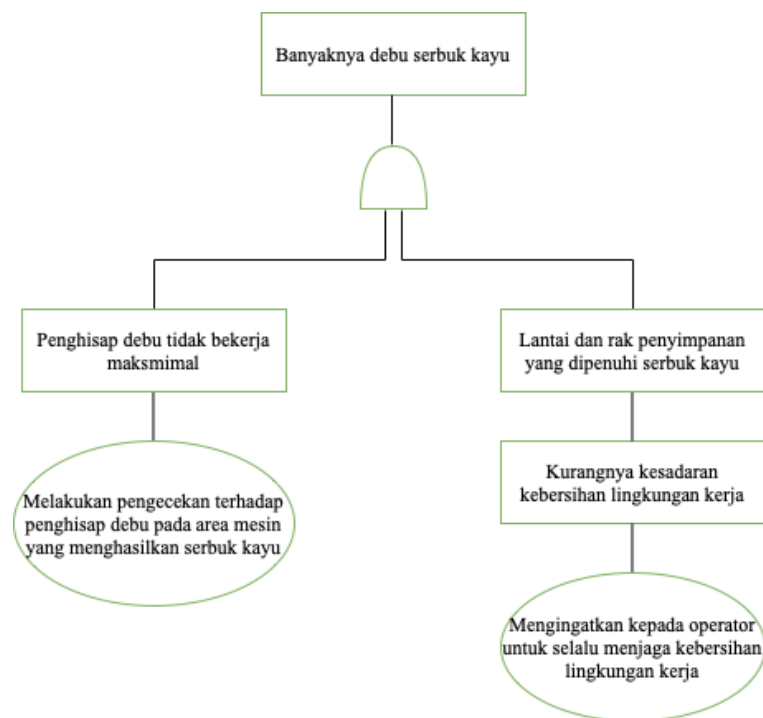 Banyaknya debu serbuk kayu
Penghisap debu tidak bekerja
maksmimal
Lantai dan rak penyimpanan
yang dipenuhi serbuk kayu
Melakukan pengecekan terhadap
penghisap debu pada area mesin
yang menghasilkan serbuk kayu
Kurangnya kesadaran
kebersihan lingkungan kerja
Mengingatkan kepada operator
untuk selalu menjaga kebersihan
lingkungan kerja